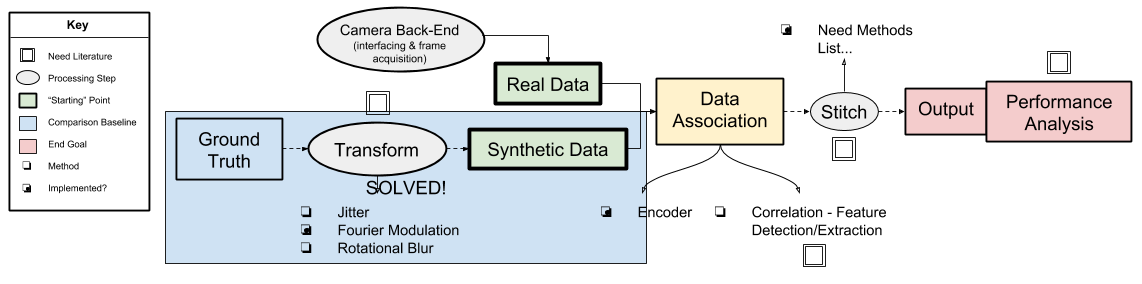 Key
Need Literature
Processing Step
"Starting" Point
Comparison Baseline
End Goal
Method
Implemented?
Camera Back-End
(interfacing & frame
acquisition)
Real Data
Ground
Truth
Transform
Synthetic Data
SOLVED!
Jitter
Fourier Modulation
Rotational Blur
Data
Association
Encoder
Correlation - Feature
Detection/Extraction
Need Methods
List...
Stitch
Output
Performance
Analysis